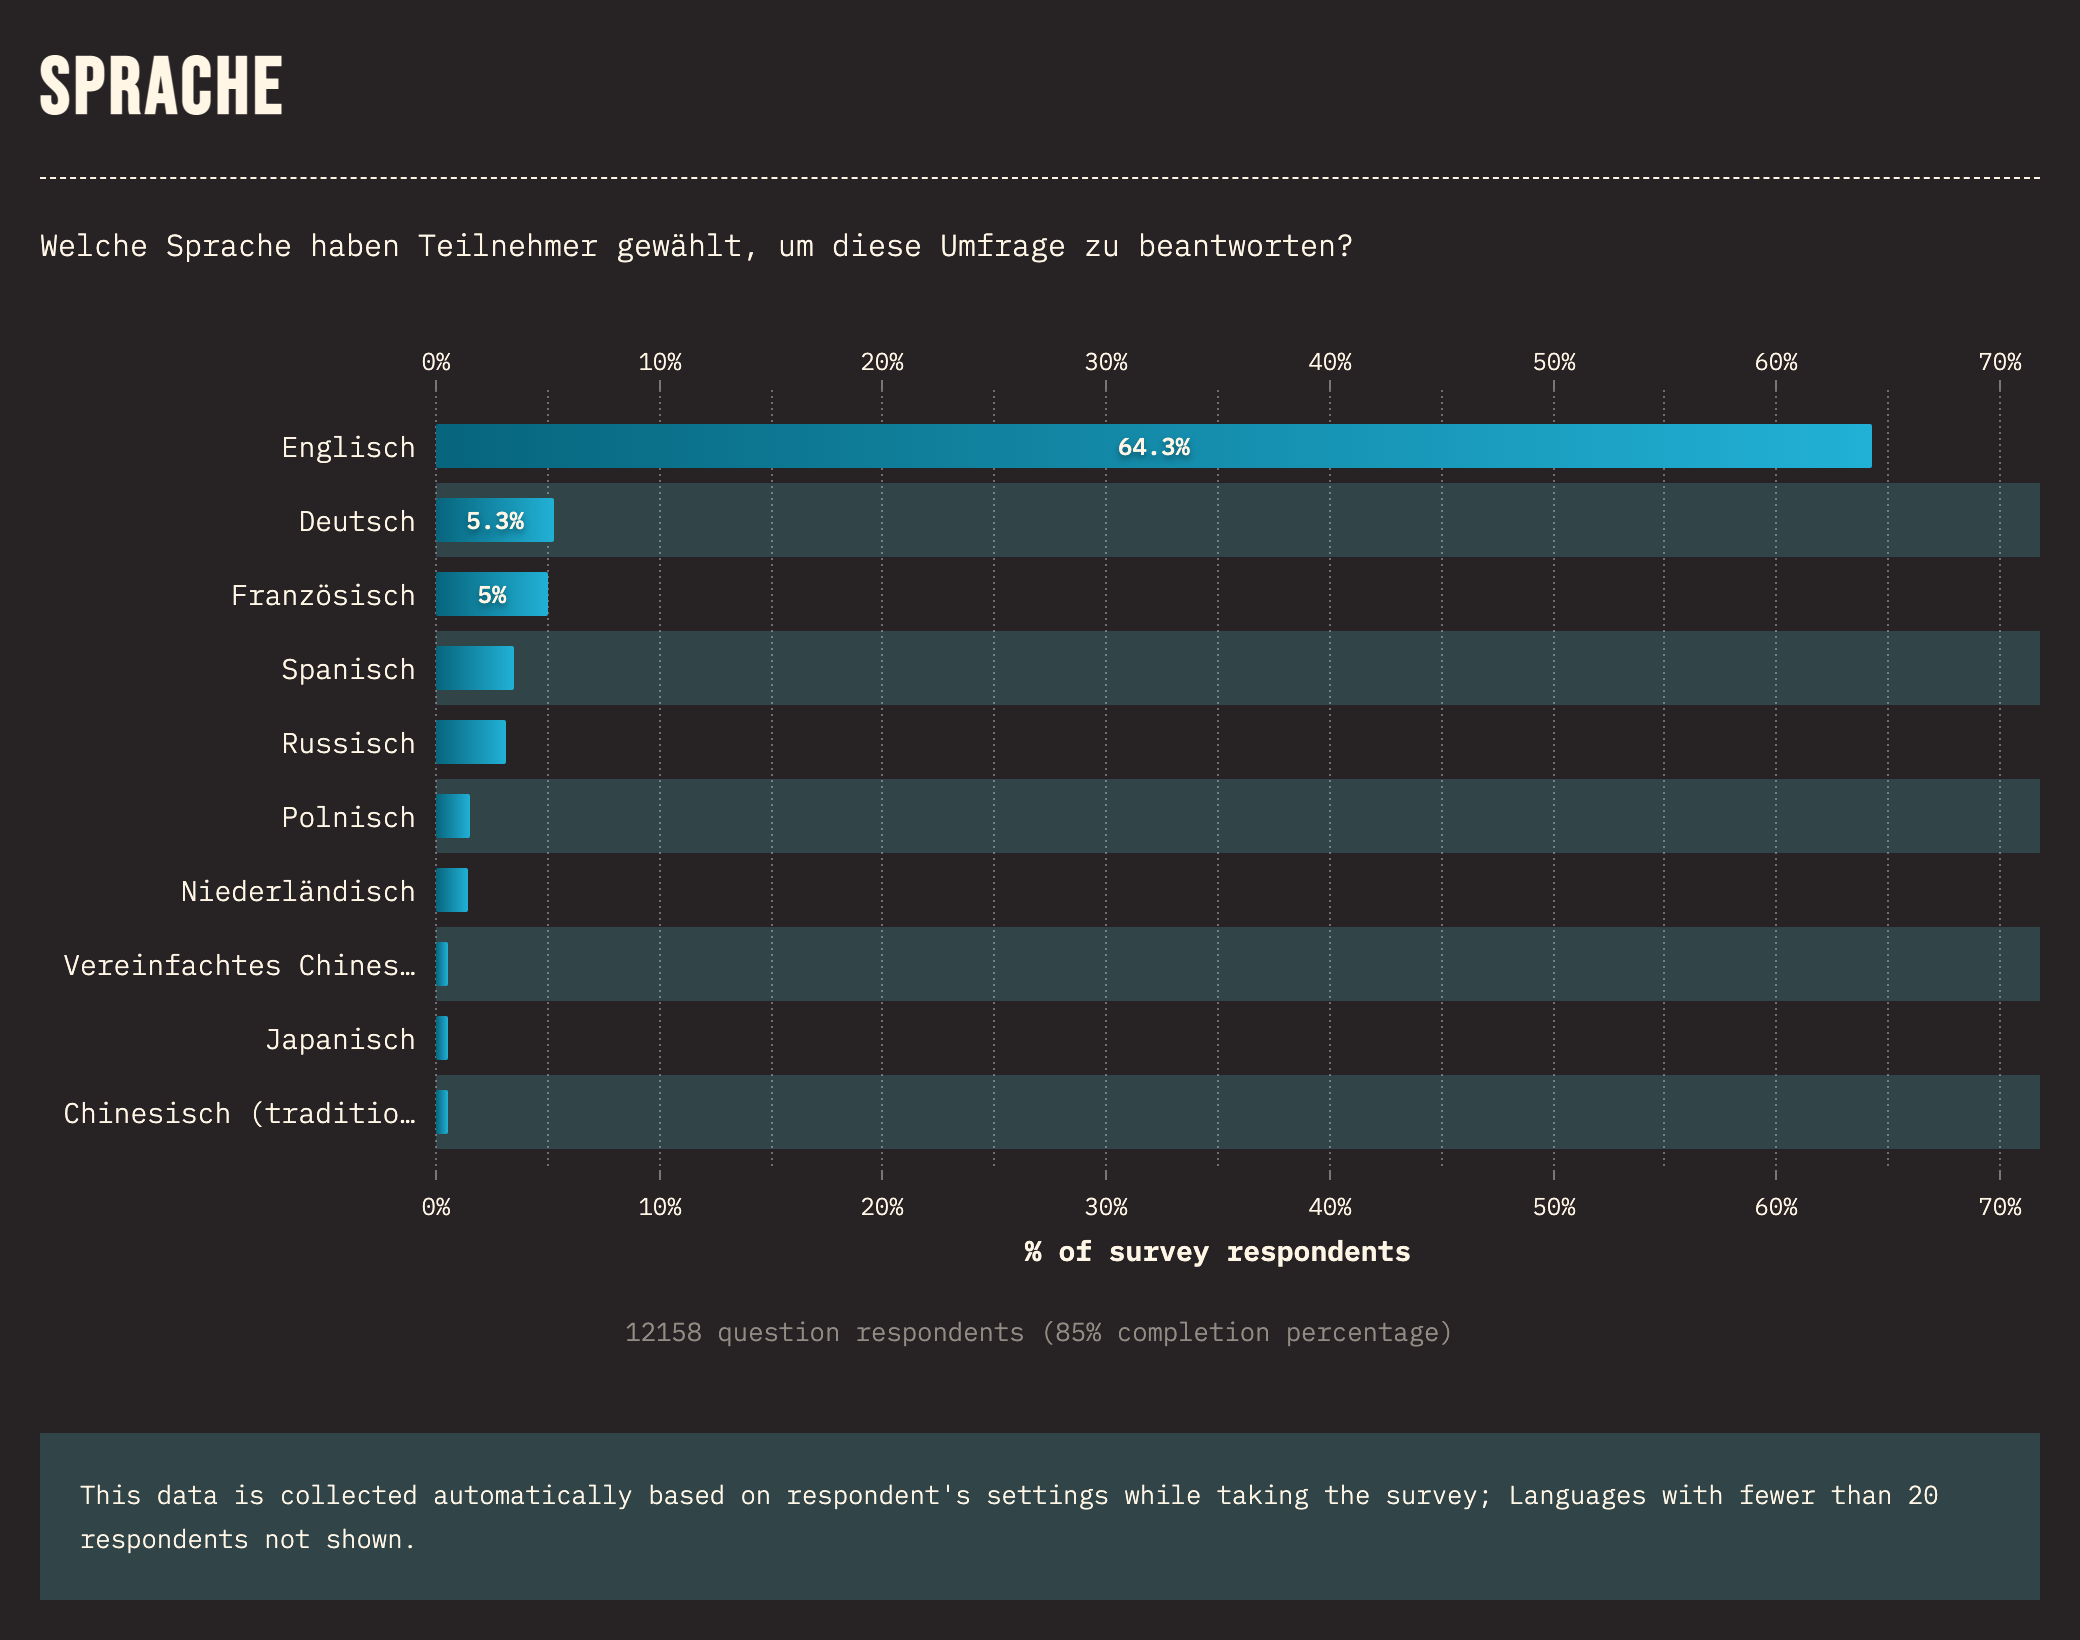 SPRACHE
Welche Sprache haben Teilnehmer gewählt, um diese Umfrage zu beantworten?
0% 10% 20% 30% 40% 50% 60% 70%
Englisch 64.3%
Deutsch 5.3%
Französisch 5%
Spanisch
Russisch
Polnisch
Niederländisch
Vereinfachtes Chines…
Japanisch
Chinesisch (traditio…
0% 10% 20% 30% 40% 50% 60% 70%
% of survey respondents
12158 question respondents (85% completion percentage)
This data is collected automatically based on respondent's settings while taking the survey; Languages with fewer than 20
respondents not shown.